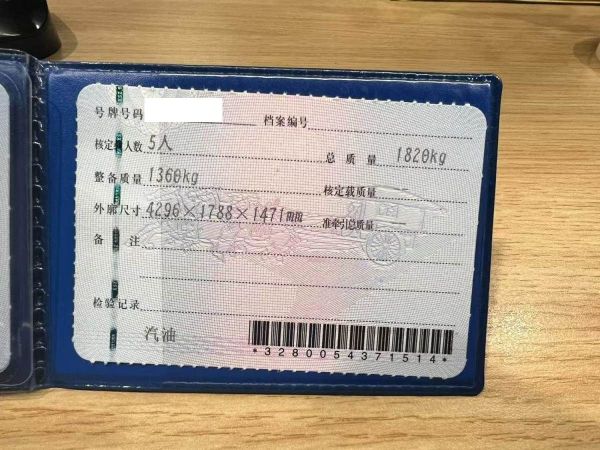 号牌号码 档案编号
核定载人数 5人 总质量 1820kg
整备质量 1360kg 核定载质量
外廓尺寸 4296×1788×1471mm 准牵引总质量
备注
检验记录
汽油
*3280054371514*